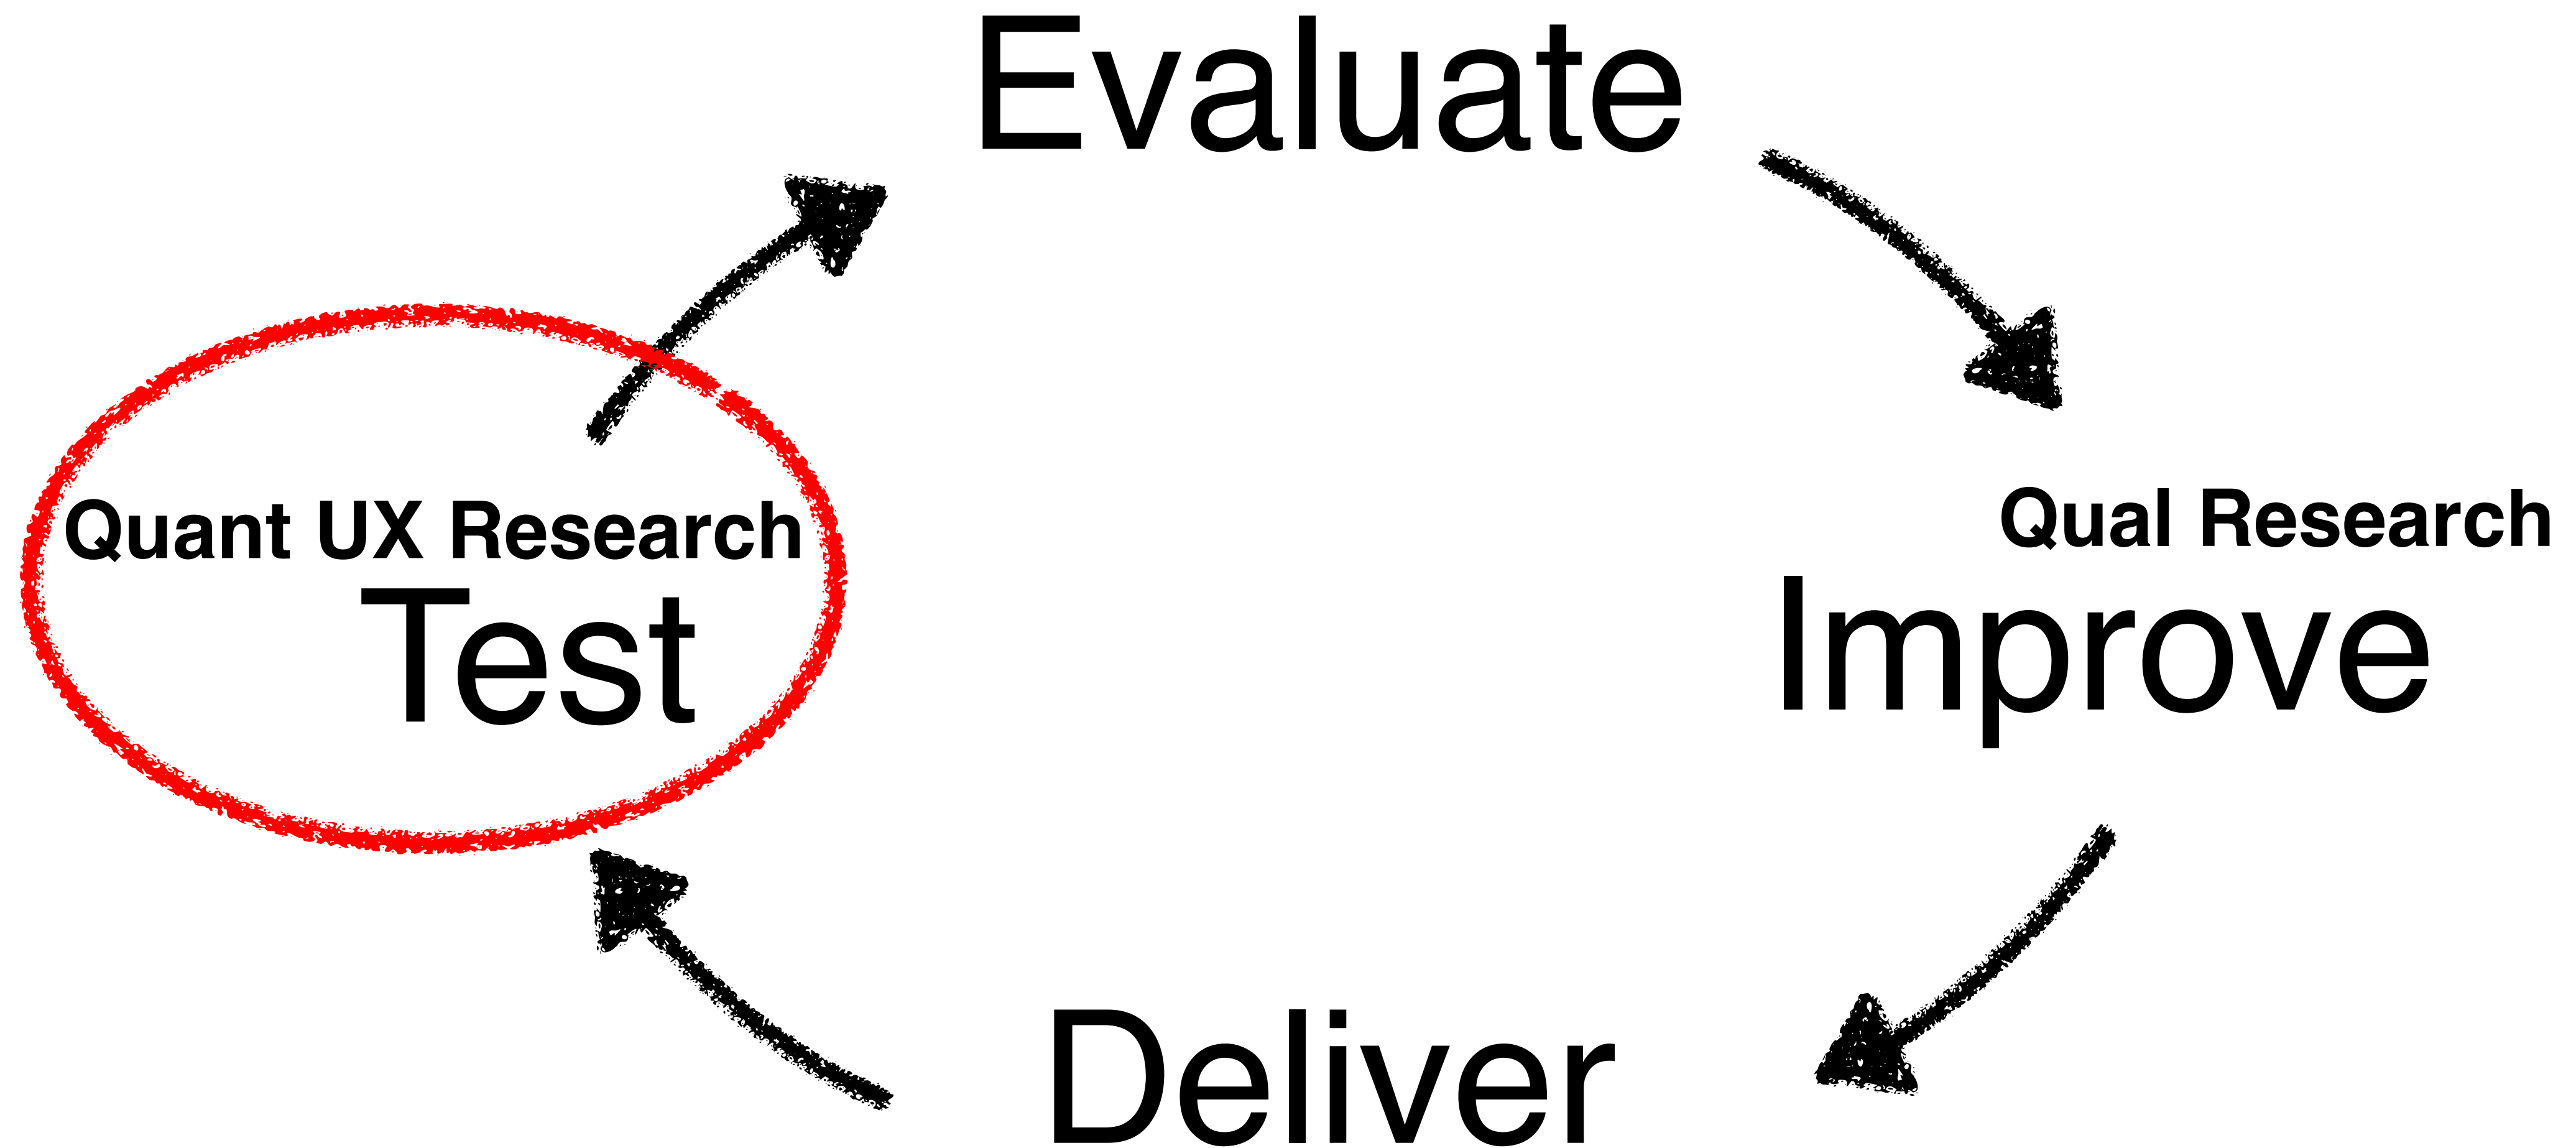 Evaluate
Quant UX Research
Test
Qual Research
Improve
Deliver